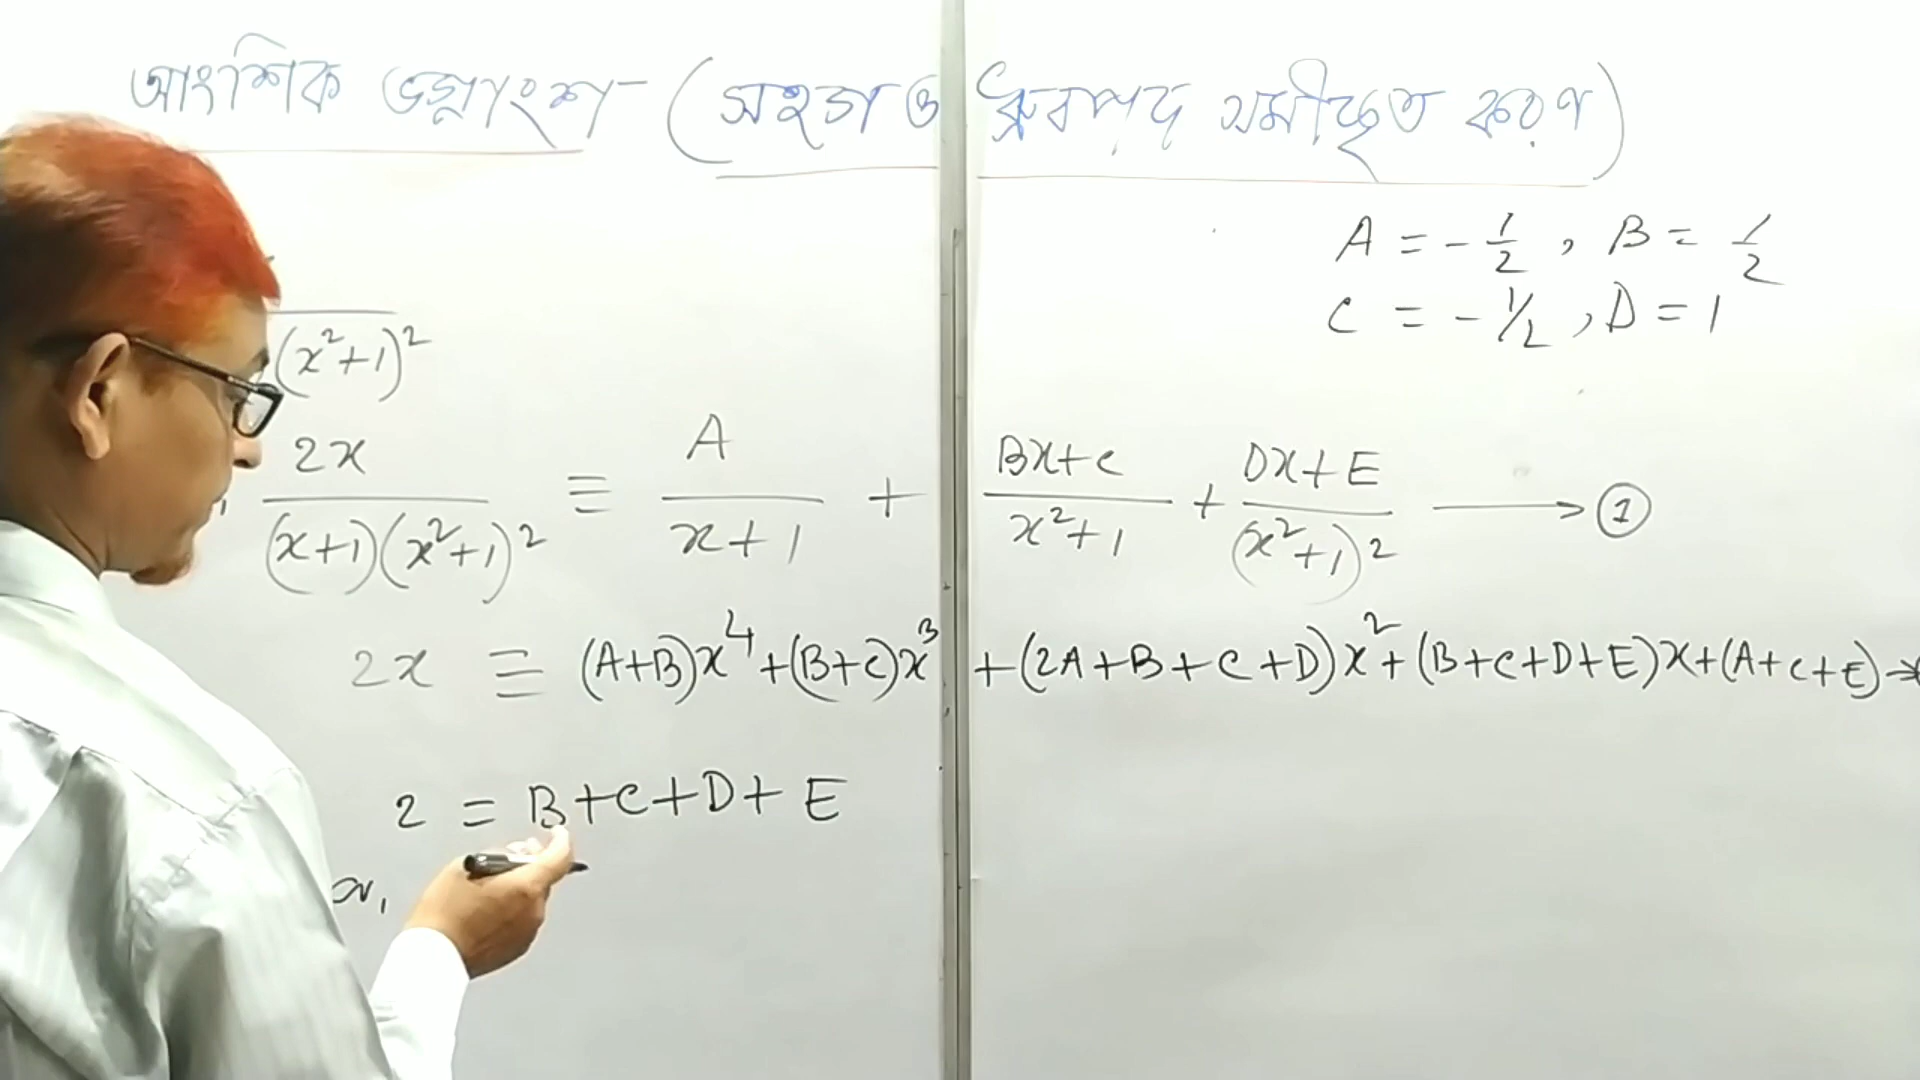 আংশিক ভগ্নাংশ (সহগ ও ধ্রুবপদ সমীকৃত করণ)
A = -1/2 , B = 1/2
C = -1/2 , D = 1
(x²+1)²
2x/((x+1)(x²+1)²) ≡ A/(x+1) + (Bx+C)/(x²+1) + (Dx+E)/(x²+1)² ⟶ ①
2x ≡ (A+B)x⁴+(B+C)x³ +(2A+B+C+D)x²+(B+C+D+E)x+(A+C+E)→
2 = B+C+D+E
or,